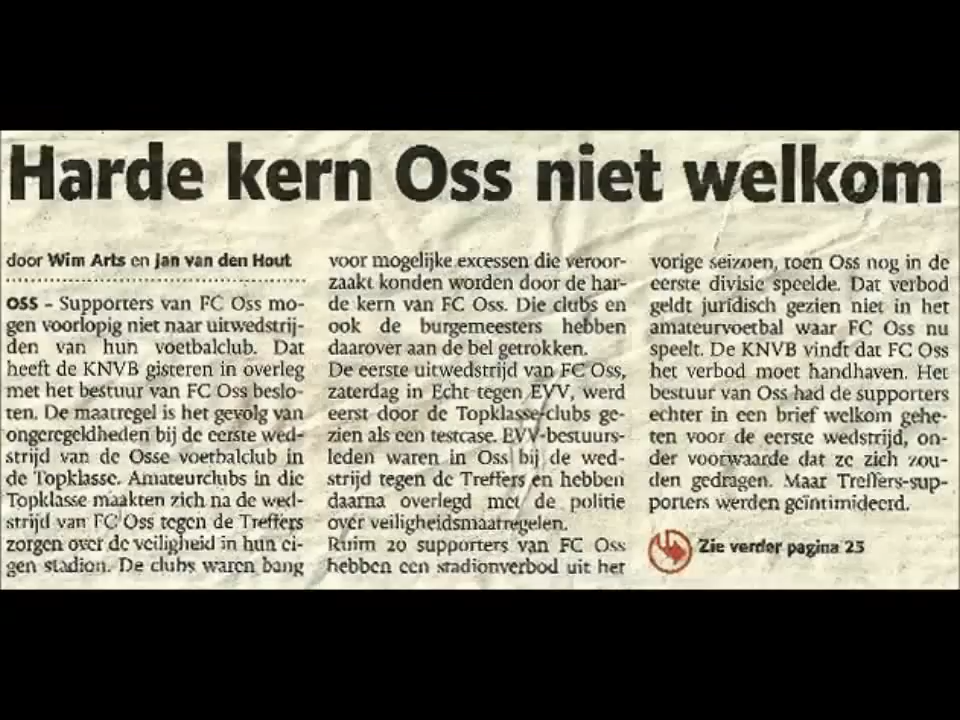 Harde kern Oss niet welkom
door Wim Arts en Jan van den Hout
OSS – Supporters van FC Oss mo-
gen voorlopig niet naar uitwedstrij-
den van hun voetbalclub. Dat
heeft de KNVB gisteren in overleg
met het bestuur van FC Oss beslo-
ten. De maatregel is het gevolg van
ongeregeldheden bij de eerste wed-
strijd van de Osse voetbalclub in
de Topklasse. Amateurclubs in die
Topklasse maakten zich na de wed-
strijd van FC Oss tegen de Treffers
zorgen over de veiligheid in hun ei-
gen stadion. De clubs waren bang
voor mogelijke excessen die veroor-
zaakt konden worden door de har-
de kern van FC Oss. Die clubs en
ook de burgemeesters hebben
daarover aan de bel getrokken.
De eerste uitwedstrijd van FC Oss,
zaterdag in Echt tegen EVV, werd
eerst door de Topklasse-clubs ge-
zien als een testcase. EVV-bestuurs-
leden waren in Oss bij de wed-
strijd tegen de Treffers en hebben
daarna overlegd met de politie
over veiligheidsmaatregelen.
Ruim 20 supporters van FC Oss
hebben een stadionverbod uit het
vorige seizoen, toen Oss nog in de
eerste divisie speelde. Dat verbod
geldt juridisch gezien niet in het
amateurvoetbal waar FC Oss nu
speelt. De KNVB vindt dat FC Oss
het verbod moet handhaven. Het
bestuur van Oss had de supporters
echter in een brief welkom gehe-
ten voor de eerste wedstrijd, on-
der voorwaarde dat ze zich zou-
den gedragen. Maar Treffers-sup-
porters werden geïntimideerd.
Zie verder pagina 25